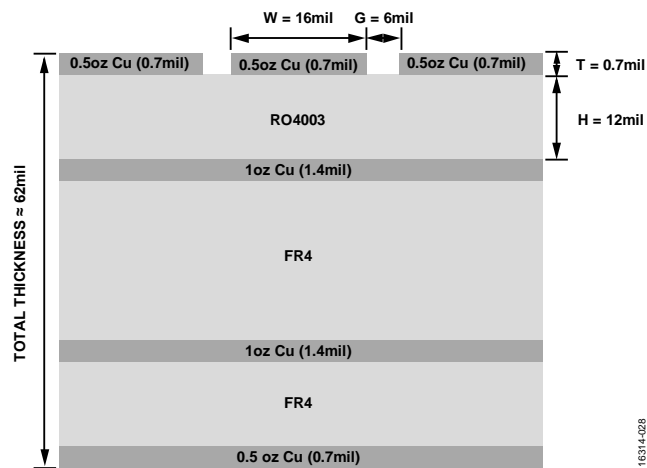 W = 16mil
G = 6mil
0.5oz Cu (0.7mil)
0.5oz Cu (0.7mil)
0.5oz Cu (0.7mil)
T = 0.7mil
RO4003
H = 12mil
1oz Cu (1.4mil)
TOTAL THICKNESS ≈ 62mil
FR4
1oz Cu (1.4mil)
FR4
0.5 oz Cu (0.7mil)
16314-028